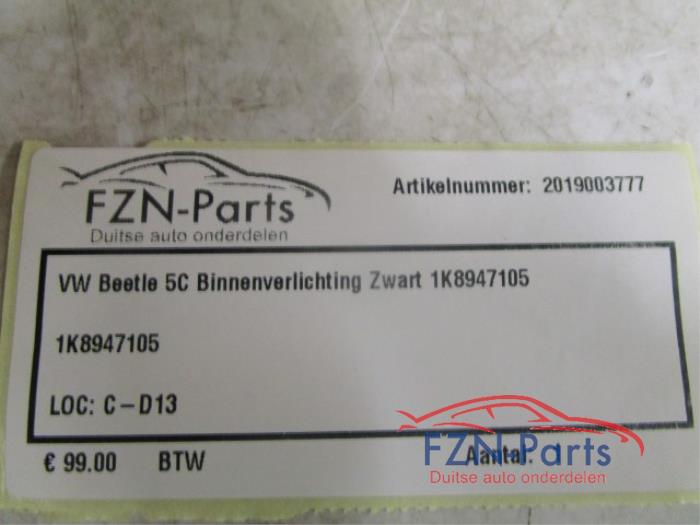 FZN-Parts
Duitse auto onderdelen
Artikelnummer: 2019003777
VW Beetle 5C Binnenverlichting Zwart 1K8947105
1K8947105
LOC: C-D13
€ 99.00 BTW Aantal: 1
FZN-Parts
Duitse auto onderdelen